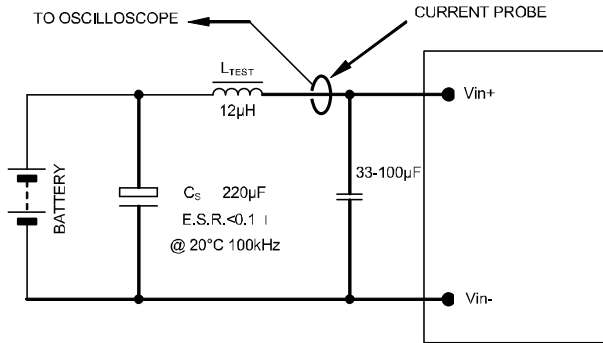 TO OSCILLOSCOPE
CURRENT PROBE
LTEST
12µH
Vin+
33-100µF
BATTERY
CS 220µF
E.S.R.<0.1
@ 20°C 100kHz
Vin-